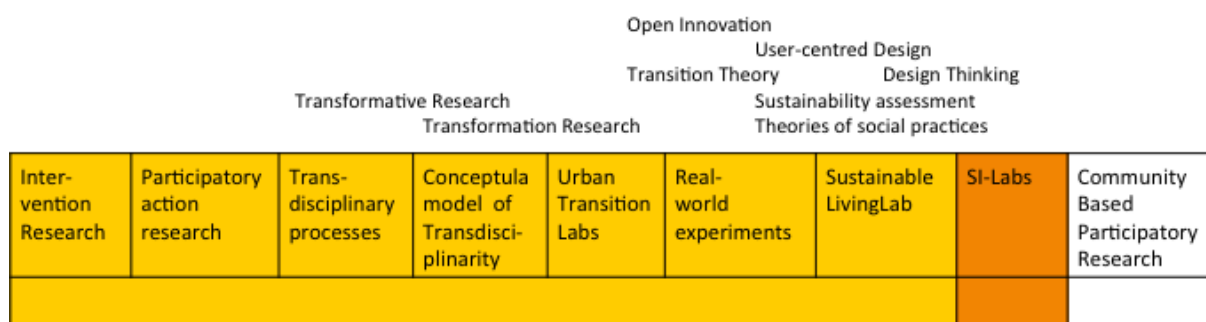 Open Innovation
User-centred Design
Transition Theory Design Thinking
Transformative Research Sustainability assessment
Transformation Research Theories of social practices
Inter-
vention
Research
Participatory
action
research
Trans-
disciplinary
processes
Conceptula
model of
Transdisci-
plinarity
Urban
Transition
Labs
Real-
world
experiments
Sustainable
LivingLab
SI-Labs
Community
Based
Participatory
Research